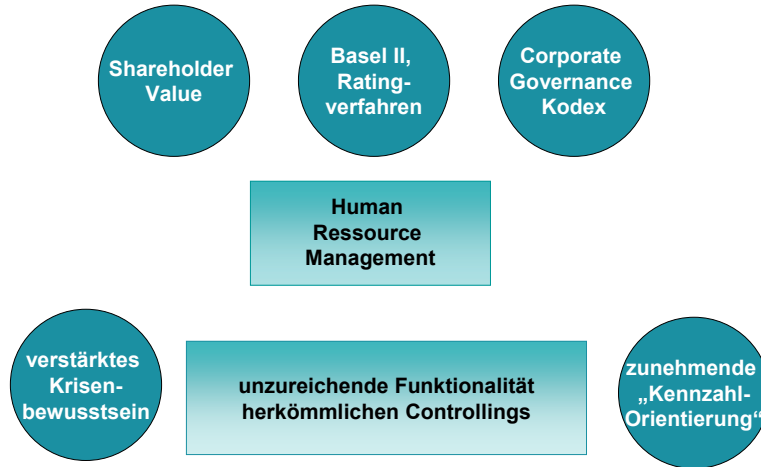 Shareholder
Value
Basel II,
Rating-
verfahren
Corporate
Governance
Kodex
Human
Ressource
Management
verstärktes
Krisen-
bewusstsein
unzureichende Funktionalität
herkömmlichen Controllings
zunehmende
„Kennzahl-
Orientierung“